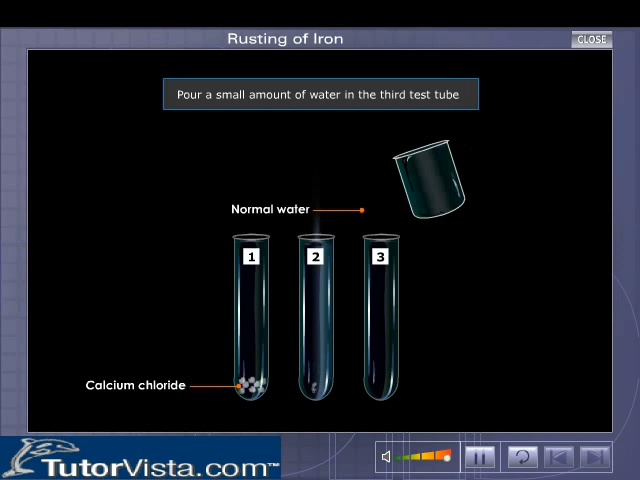 Rusting of Iron
CLOSE
Pour a small amount of water in the third test tube
Normal water
1
2
3
Calcium chloride
TutorVista.com™